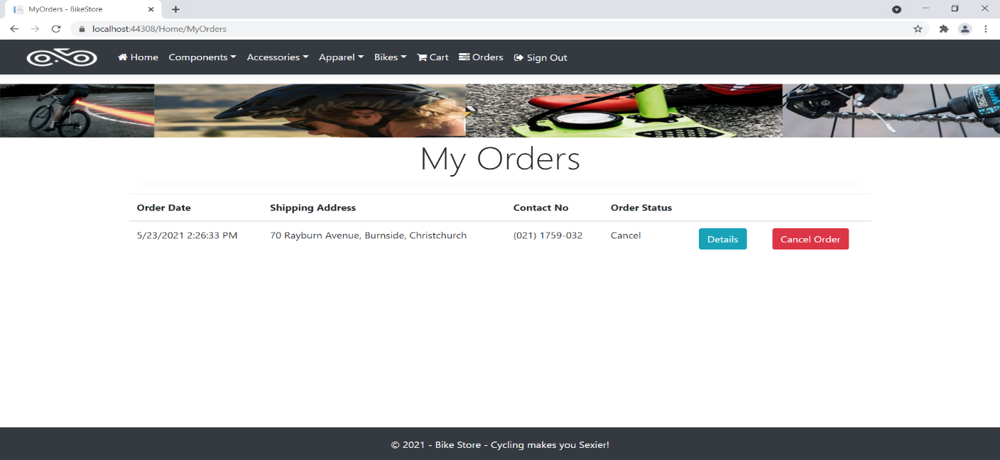 MyOrders - BikeStore
localhost:44308/Home/MyOrders
Home Components Accessories Apparel Bikes Cart Orders Sign Out
My Orders
Order Date Shipping Address Contact No Order Status
5/23/2021 2:26:33 PM 70 Rayburn Avenue, Burnside, Christchurch (021) 1759-032 Cancel Details Cancel Order
© 2021 - Bike Store - Cycling makes you Sexier!